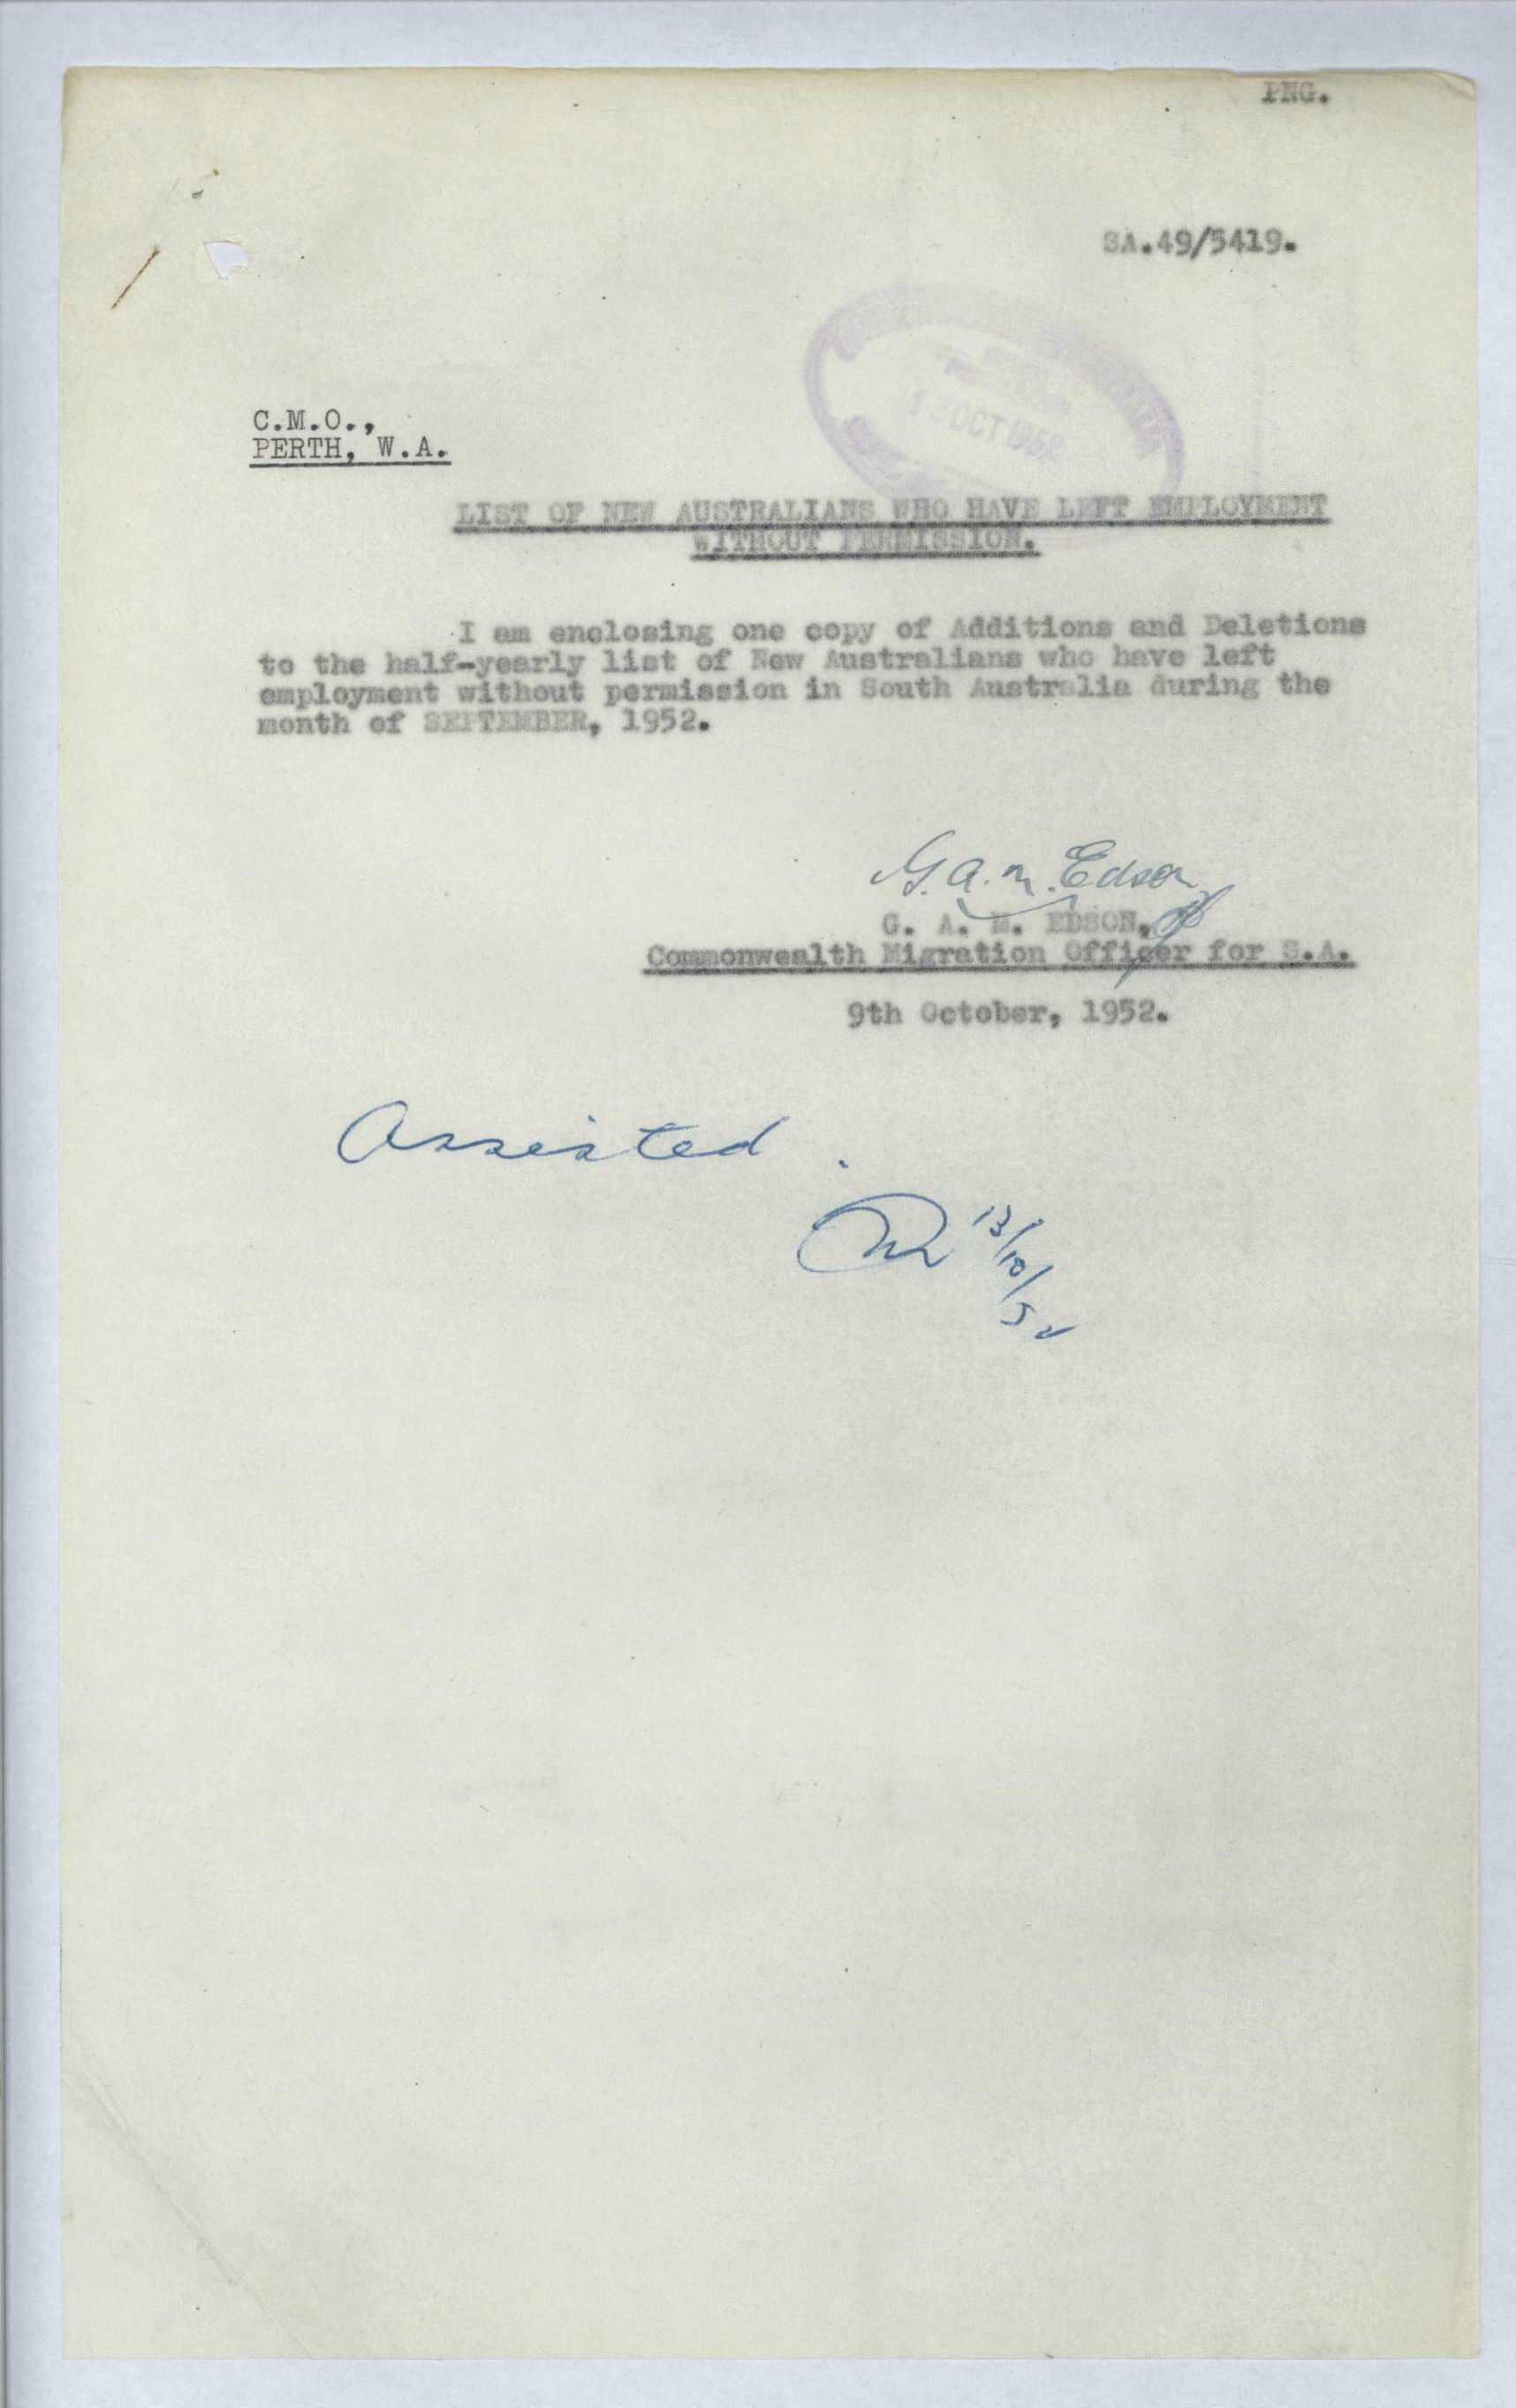 PNG.
SA.49/5419.
13 OCT 1952
C.M.O.,
PERTH, W.A.
LIST OF NEW AUSTRALIANS WHO HAVE LEFT EMPLOYMENT
WITHOUT PERMISSION.
I am enclosing one copy of Additions and Deletions
to the half-yearly list of New Australians who have left
employment without permission in South Australia during the
month of SEPTEMBER, 1952.
G.A.M. Edson
G. A. M. EDSON,
Commonwealth Migration Officer for S.A.
9th October, 1952.
Assisted.
13/10/52